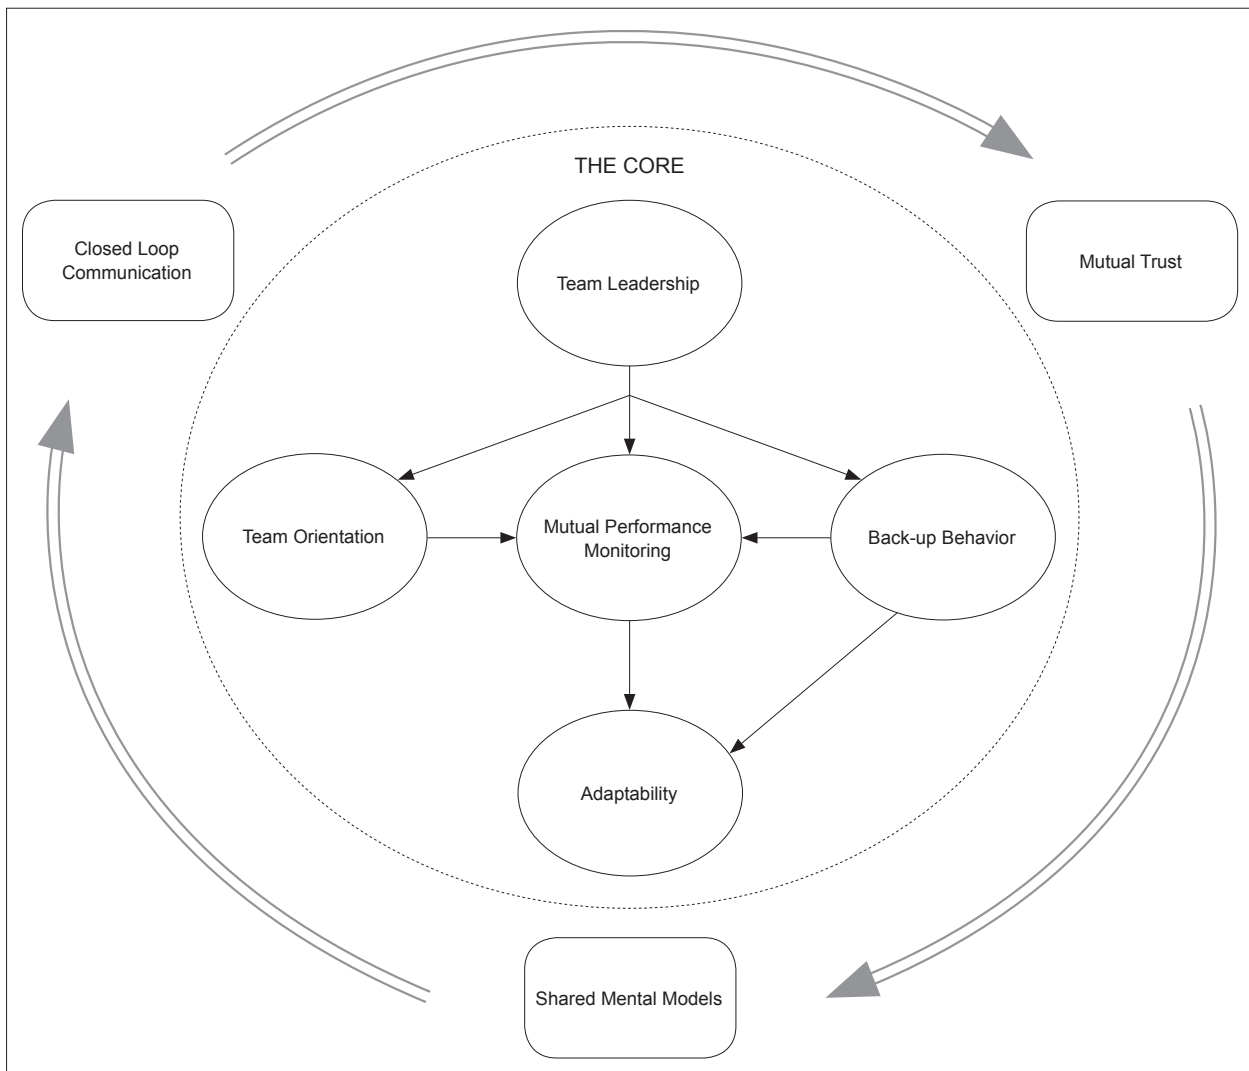 THE CORE
Closed Loop
Communication
Team Leadership
Mutual Trust
Team Orientation
Mutual Performance
Monitoring
Back-up Behavior
Adaptability
Shared Mental Models